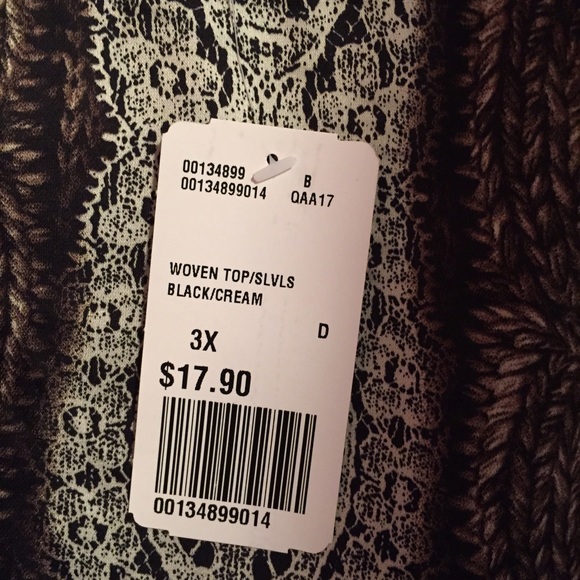 00134899 B
00134899014 QAA17
WOVEN TOP/SLVLS
BLACK/CREAM
D
3X
$17.90
00134899014